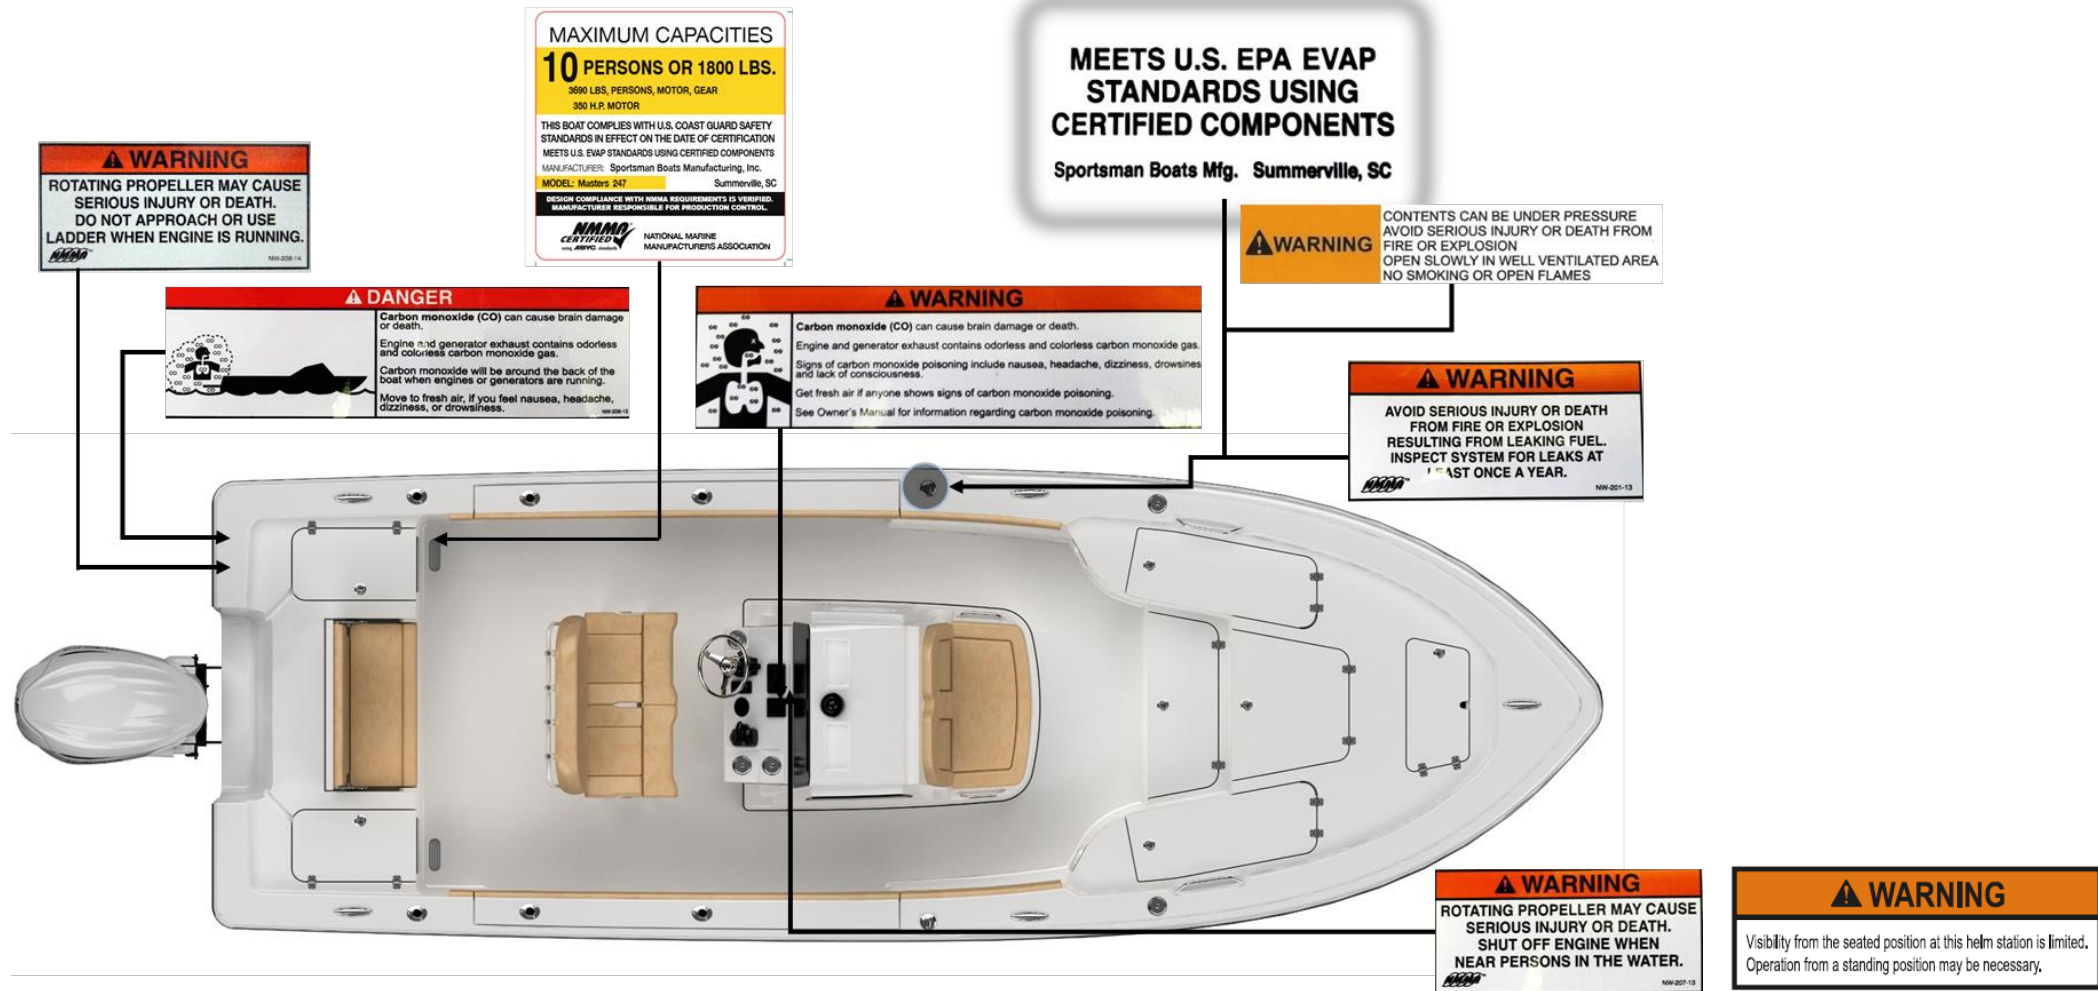 MAXIMUM CAPACITIES
10 PERSONS OR 1800 LBS.
3690 LBS, PERSONS, MOTOR, GEAR
350 H.P. MOTOR
THIS BOAT COMPLIES WITH U.S. COAST GUARD SAFETY
STANDARDS IN EFFECT ON THE DATE OF CERTIFICATION
MEETS U.S. EVAP STANDARDS USING CERTIFIED COMPONENTS
MANUFACTURER: Sportsman Boats Manufacturing, Inc.
MODEL: Masters 247 Summerville, SC
DESIGN COMPLIANCE WITH NMMA REQUIREMENTS IS VERIFIED.
MANUFACTURER RESPONSIBLE FOR PRODUCTION CONTROL.
NMMA
CERTIFIED
using ABYC standards
NATIONAL MARINE
MANUFACTURERS ASSOCIATION
MEETS U.S. EPA EVAP
STANDARDS USING
CERTIFIED COMPONENTS
Sportsman Boats Mfg. Summerville, SC
WARNING
ROTATING PROPELLER MAY CAUSE
SERIOUS INJURY OR DEATH.
DO NOT APPROACH OR USE
LADDER WHEN ENGINE IS RUNNING.
NMMA
NW-208-14
WARNING
CONTENTS CAN BE UNDER PRESSURE
AVOID SERIOUS INJURY OR DEATH FROM
FIRE OR EXPLOSION
OPEN SLOWLY IN WELL VENTILATED AREA
NO SMOKING OR OPEN FLAMES
DANGER
Carbon monoxide (CO) can cause brain damage
or death.
Engine and generator exhaust contains odorless
and colorless carbon monoxide gas.
Carbon monoxide will be around the back of the
boat when engines or generators are running.
Move to fresh air, if you feel nausea, headache,
dizziness, or drowsiness.
WARNING
Carbon monoxide (CO) can cause brain damage or death.
Engine and generator exhaust contains odorless and colorless carbon monoxide gas.
Signs of carbon monoxide poisoning include nausea, headache, dizziness, drowsines
and lack of consciousness.
Get fresh air if anyone shows signs of carbon monoxide poisoning.
See Owner's Manual for information regarding carbon monoxide poisoning.
WARNING
AVOID SERIOUS INJURY OR DEATH
FROM FIRE OR EXPLOSION
RESULTING FROM LEAKING FUEL.
INSPECT SYSTEM FOR LEAKS AT
LEAST ONCE A YEAR.
NMMA
NW-201-13
WARNING
ROTATING PROPELLER MAY CAUSE
SERIOUS INJURY OR DEATH.
SHUT OFF ENGINE WHEN
NEAR PERSONS IN THE WATER.
NMMA
NW-207-13
WARNING
Visibility from the seated position at this helm station is limited.
Operation from a standing position may be necessary.